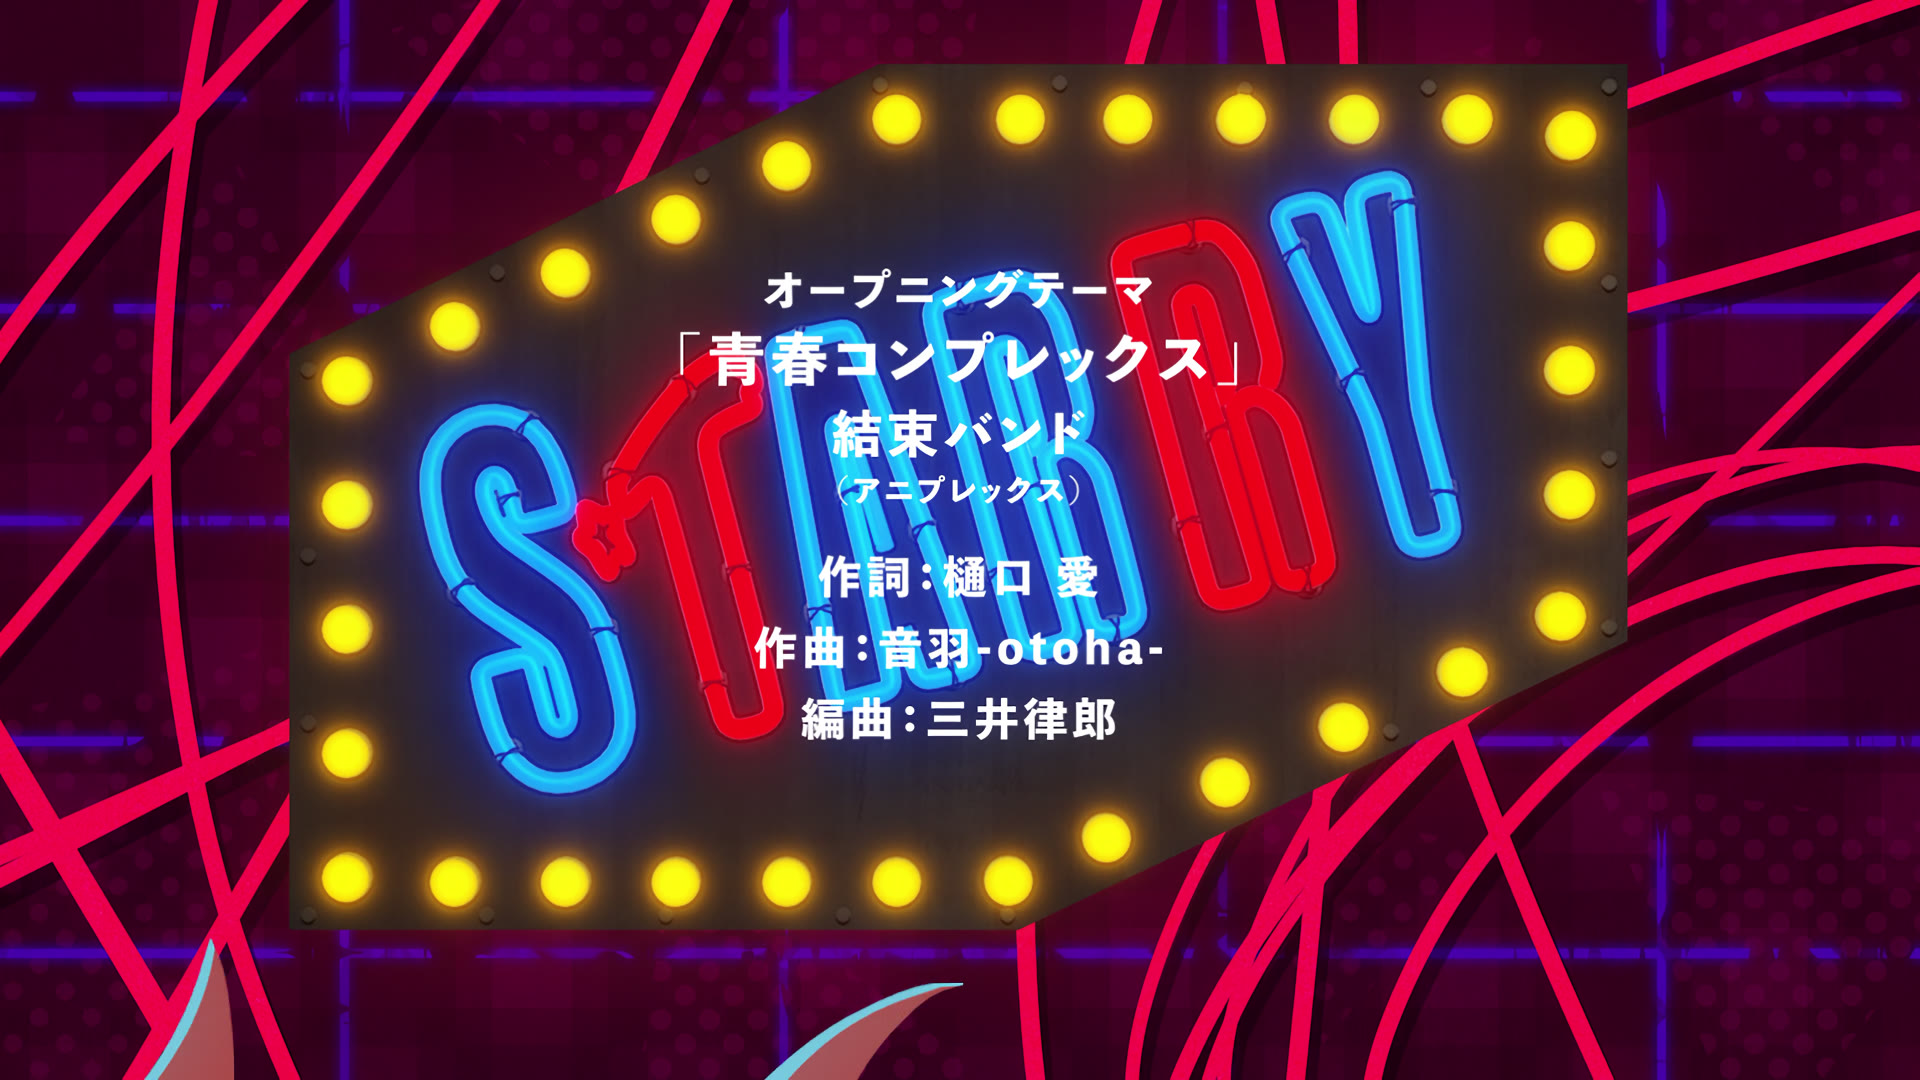 STARRY
オープニングテーマ
「青春コンプレックス」
結束バンド
（アニプレックス）
作詞：樋口 愛
作曲：音羽-otoha-
編曲：三井律郎